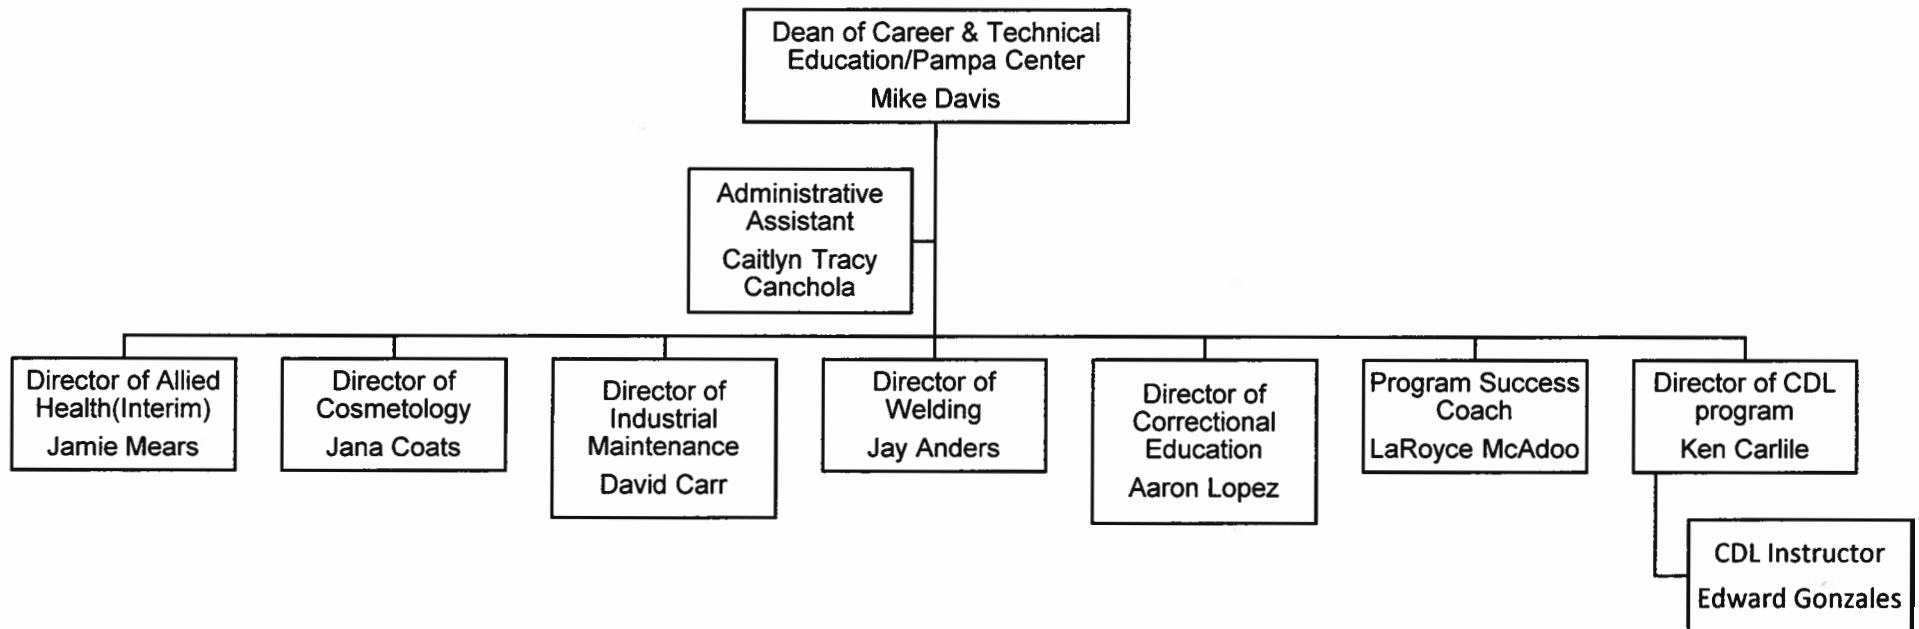 Dean of Career & Technical
Education/Pampa Center
Mike Davis
Administrative
Assistant
Caitlyn Tracy
Canchola
Director of Allied
Health(Interim)
Jamie Mears
Director of
Cosmetology
Jana Coats
Director of
Industrial
Maintenance
David Carr
Director of
Welding
Jay Anders
Director of
Correctional
Education
Aaron Lopez
Program Success
Coach
LaRoyce McAdoo
Director of CDL
program
Ken Carlile
CDL Instructor
Edward Gonzales